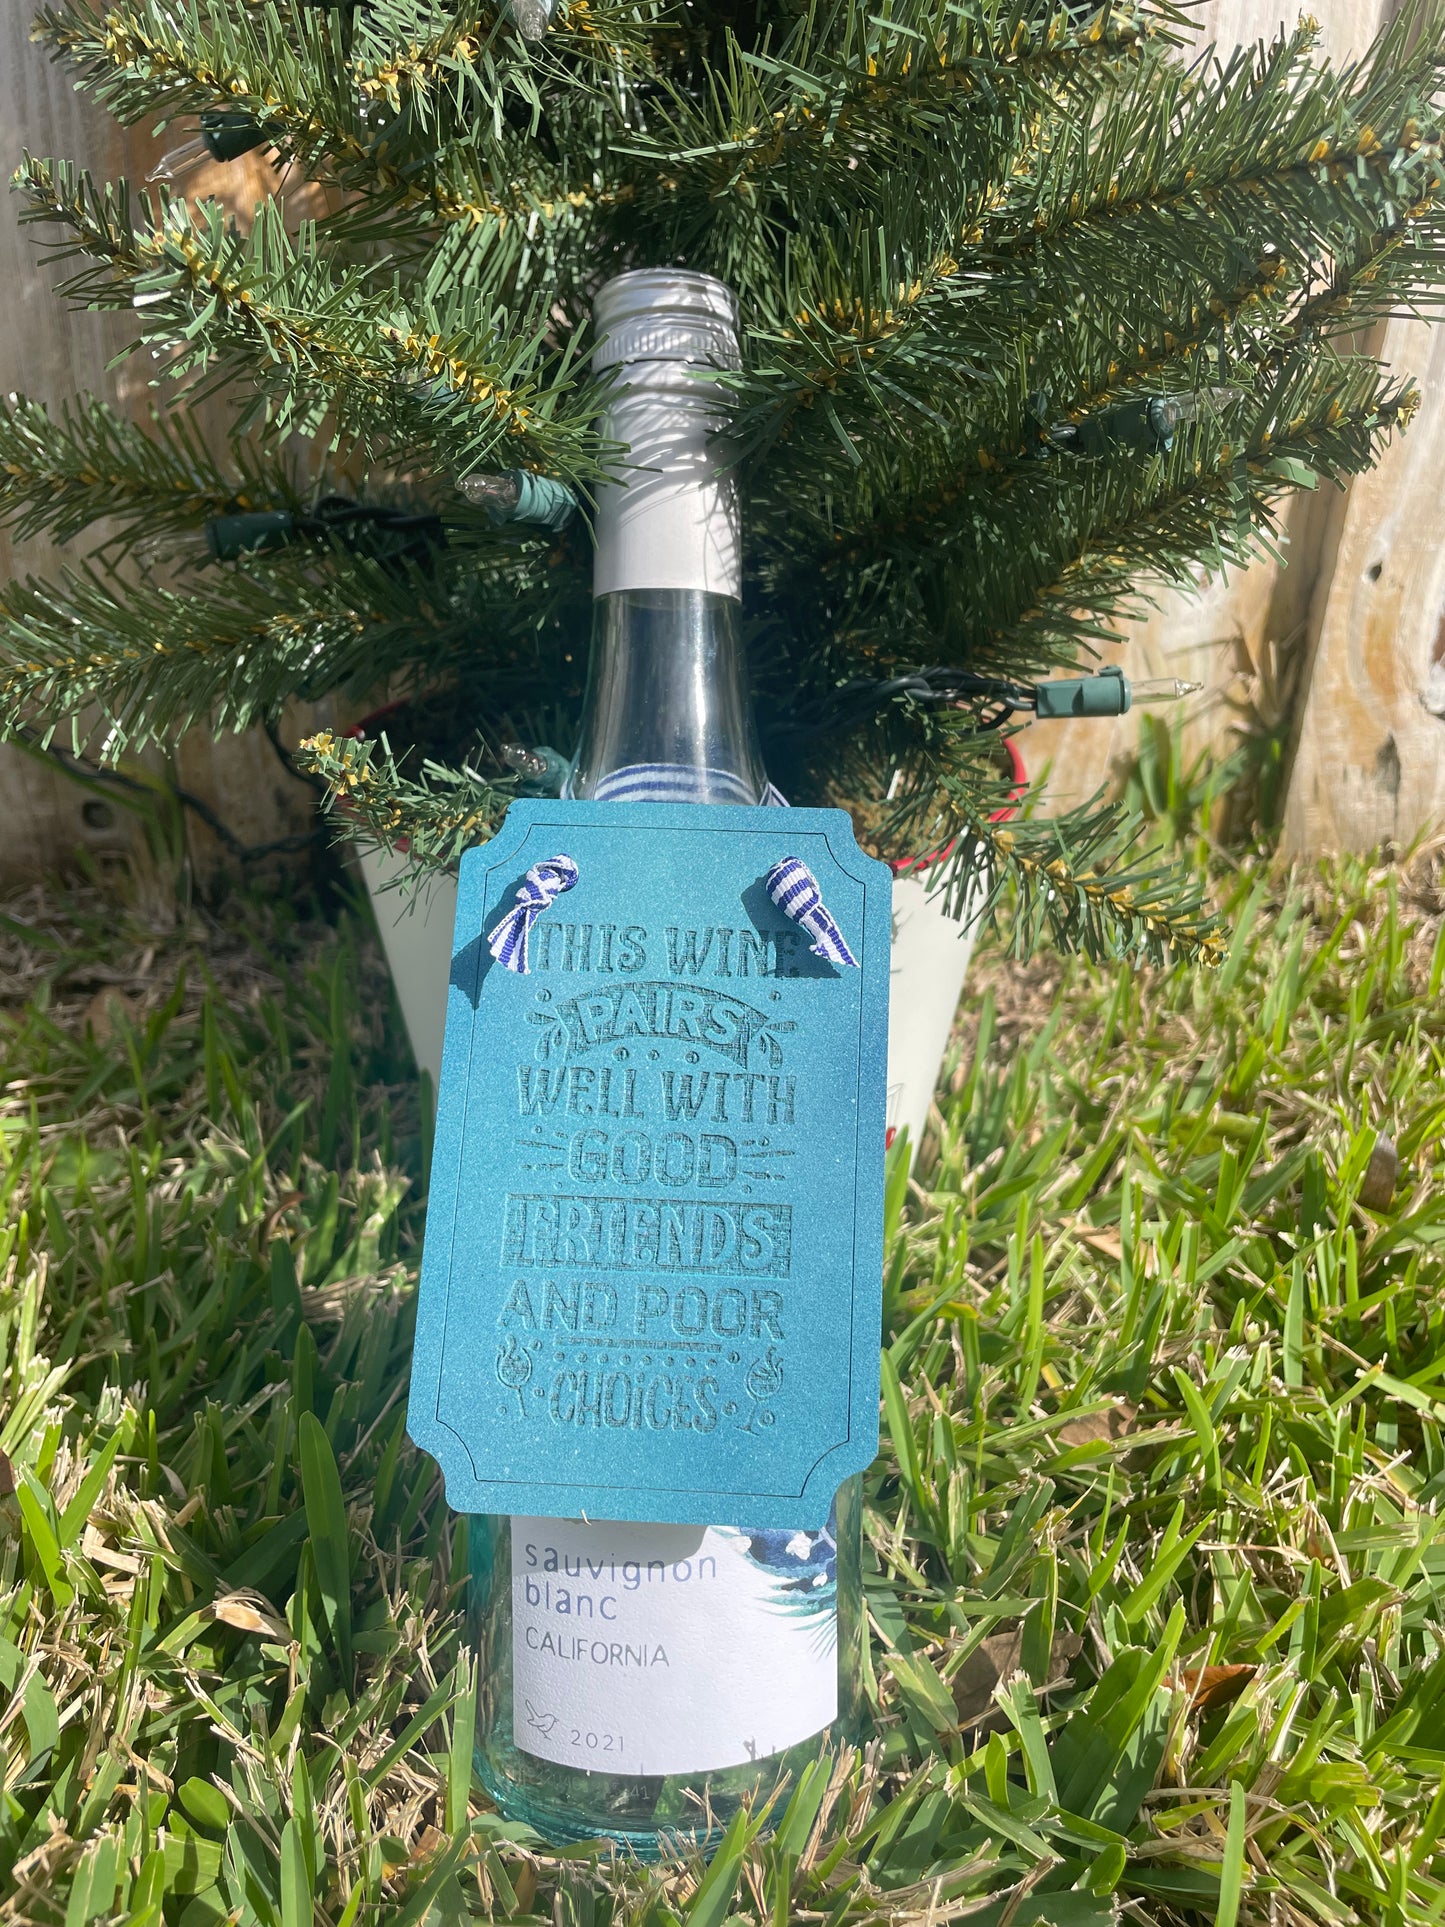 THIS WINE
PAIRS
WELL WITH
GOOD
FRIENDS
AND POOR
CHOiCES
sauvignon
blanc
CALIFORNIA
2021